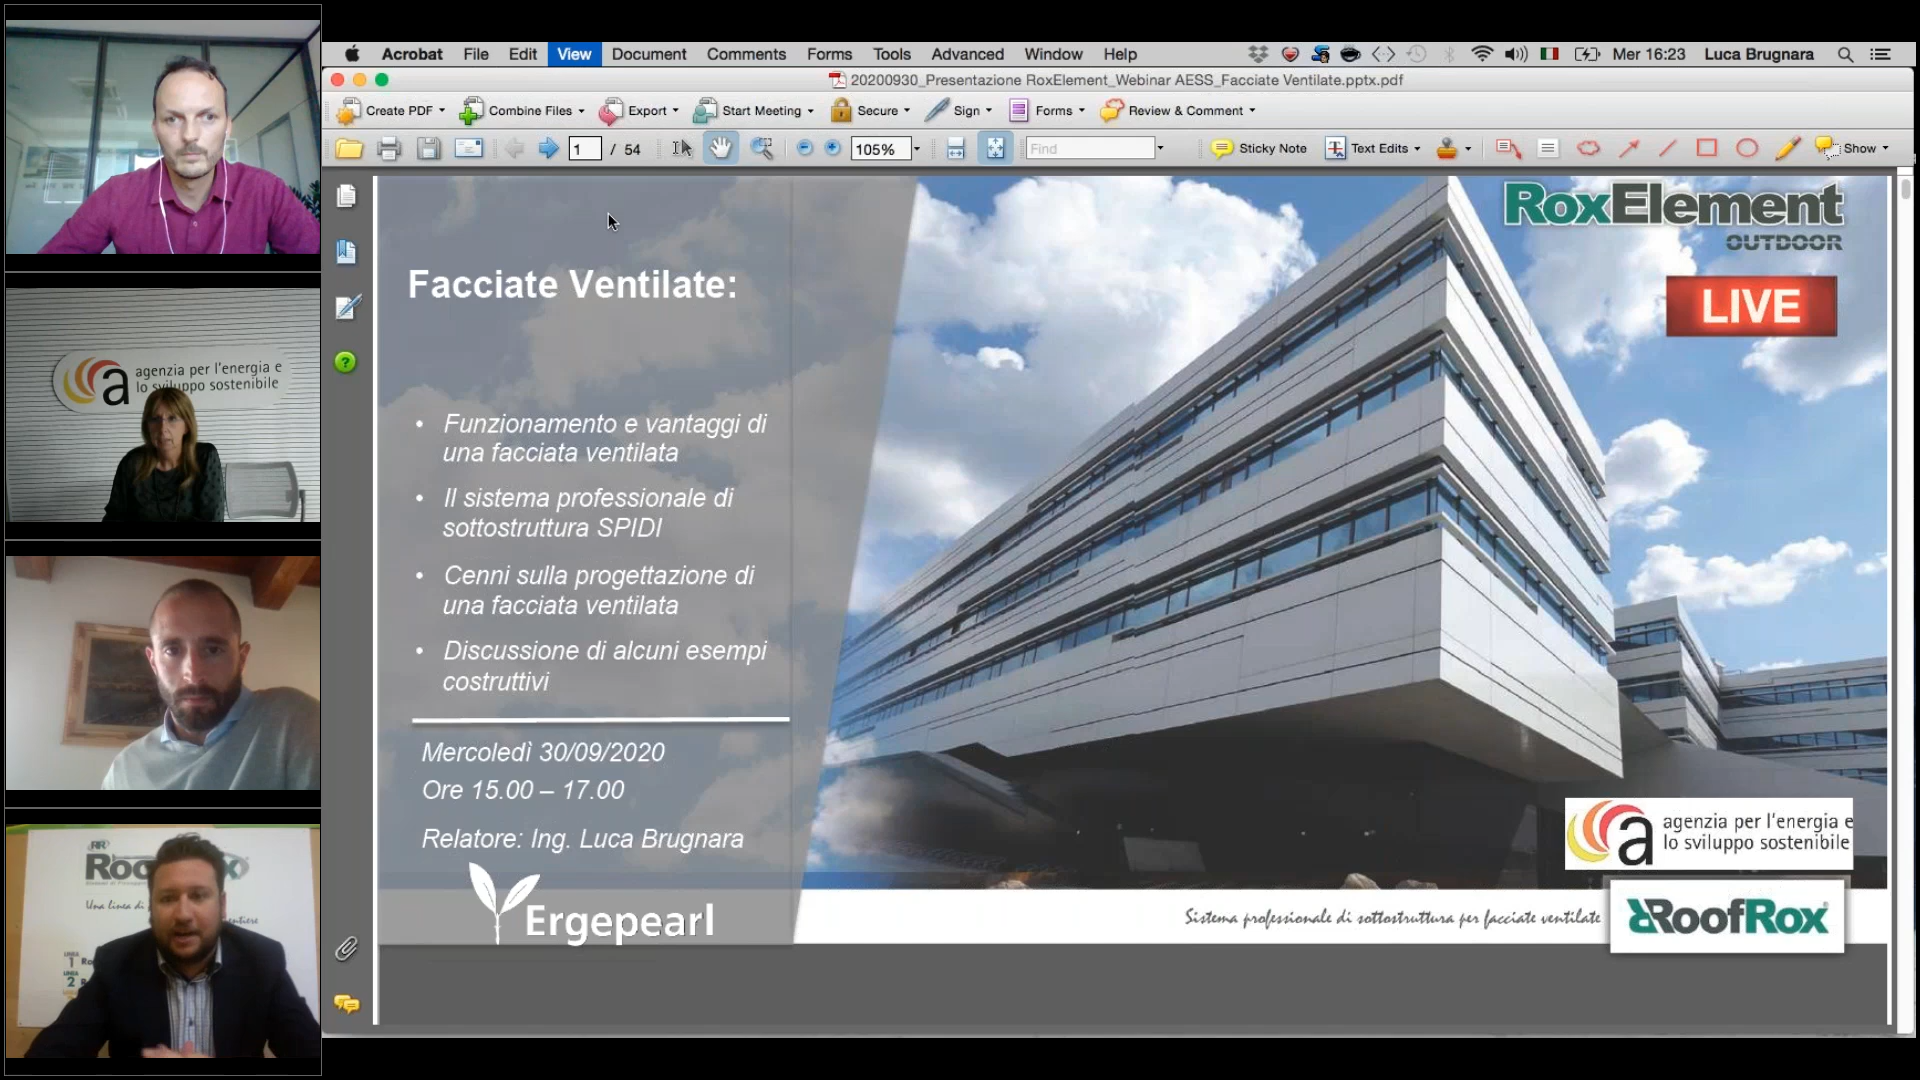 agenzia per l'energia e
lo sviluppo sostenibile
Una linea di
Acrobat File Edit View Document Comments Forms Tools Advanced Window Help
Mer 16:23 Luca Brugnara
20200930_Presentazione RoxElement_Webinar AESS_Facciate Ventilate.pptx.pdf
Create PDF Combine Files Export Start Meeting Secure Sign Forms Review & Comment
1 / 54 105% Find Sticky Note Text Edits Show
RoxElement
OUTDOOR
LIVE
Facciate Ventilate:
• Funzionamento e vantaggi di
una facciata ventilata
• Il sistema professionale di
sottostruttura SPIDI
• Cenni sulla progettazione di
una facciata ventilata
• Discussione di alcuni esempi
costruttivi
Mercoledì 30/09/2020
Ore 15.00 – 17.00
Relatore: Ing. Luca Brugnara
Ergepearl
a agenzia per l'energia e
lo sviluppo sostenibile
Sistema professionale di sottostruttura per facciate ventilate
RoofRox